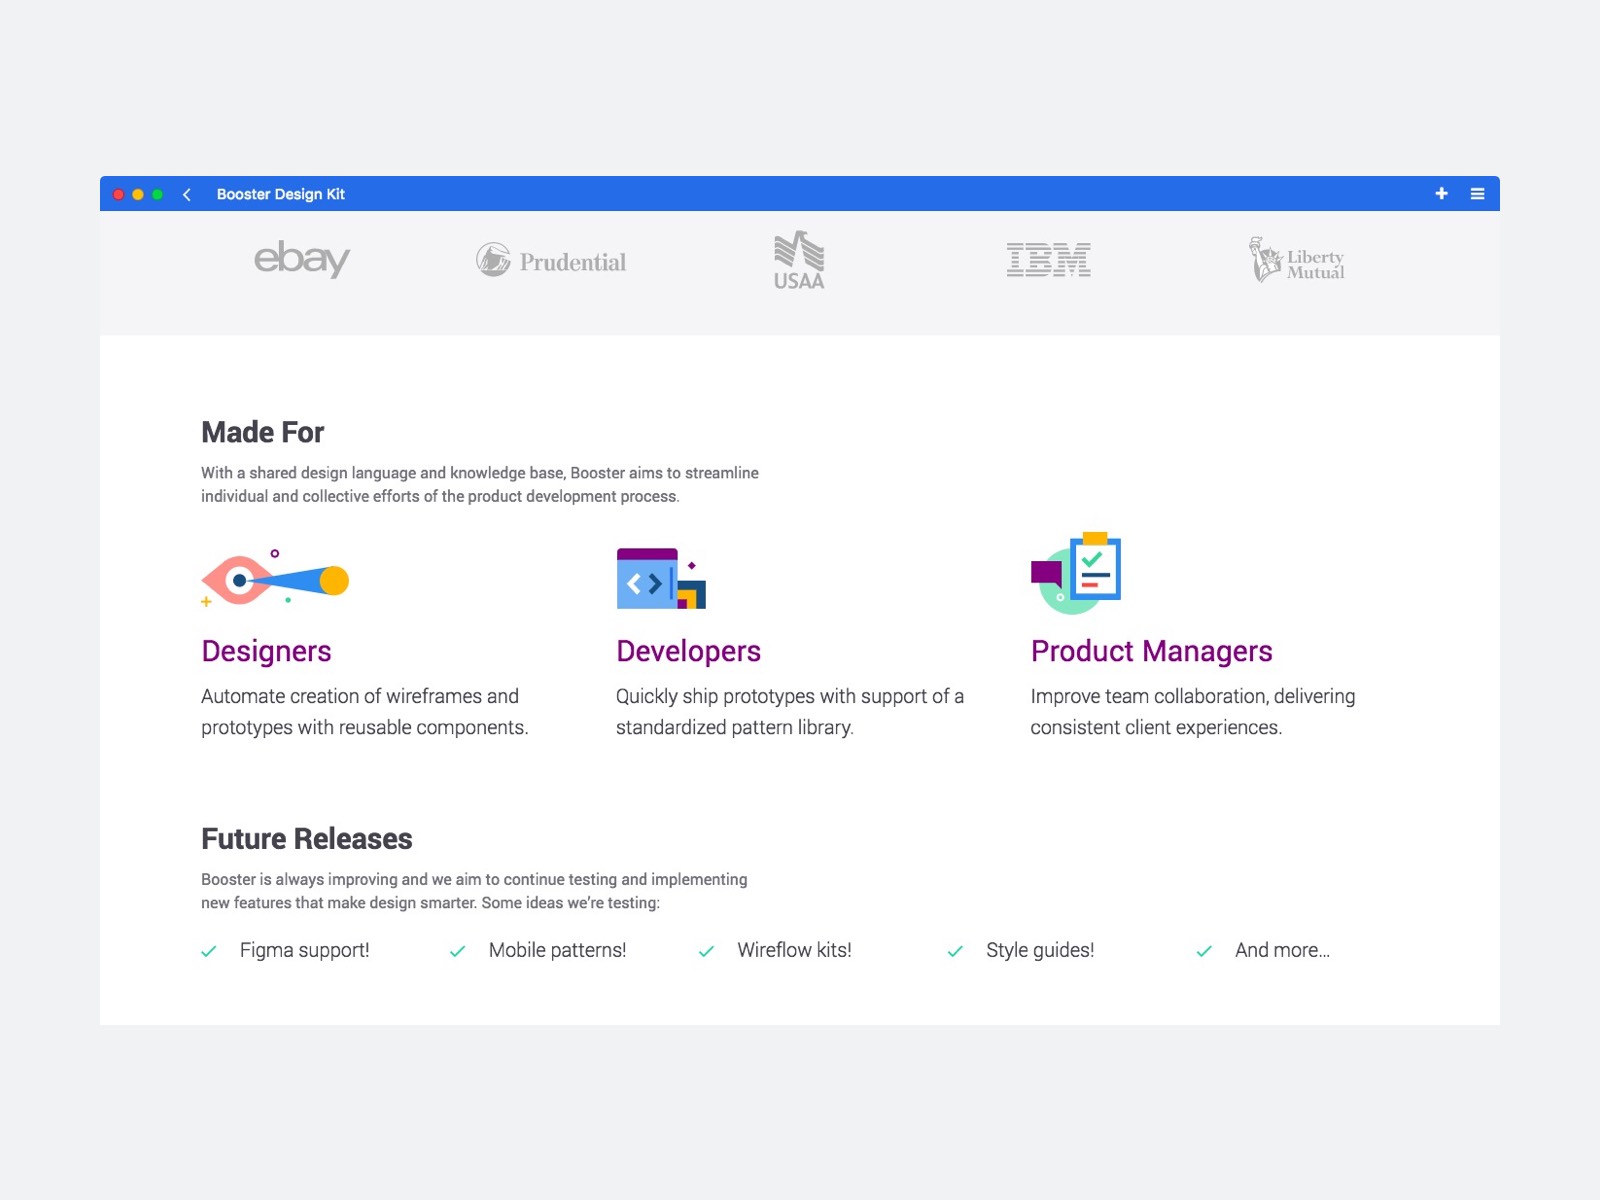 Booster Design Kit
ebay
Prudential
USAA
IBM
Liberty
Mutual
Made For
With a shared design language and knowledge base, Booster aims to streamline
individual and collective efforts of the product development process.
Designers
Automate creation of wireframes and
prototypes with reusable components.
Developers
Quickly ship prototypes with support of a
standardized pattern library.
Product Managers
Improve team collaboration, delivering
consistent client experiences.
Future Releases
Booster is always improving and we aim to continue testing and implementing
new features that make design smarter. Some ideas we’re testing:
Figma support!
Mobile patterns!
Wireflow kits!
Style guides!
And more...